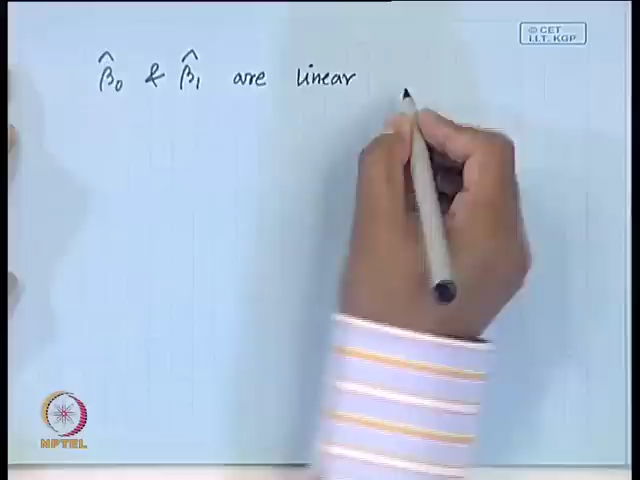 © CET
I.I.T. KGP
β̂₀ & β̂₁ are linear
NPTEL